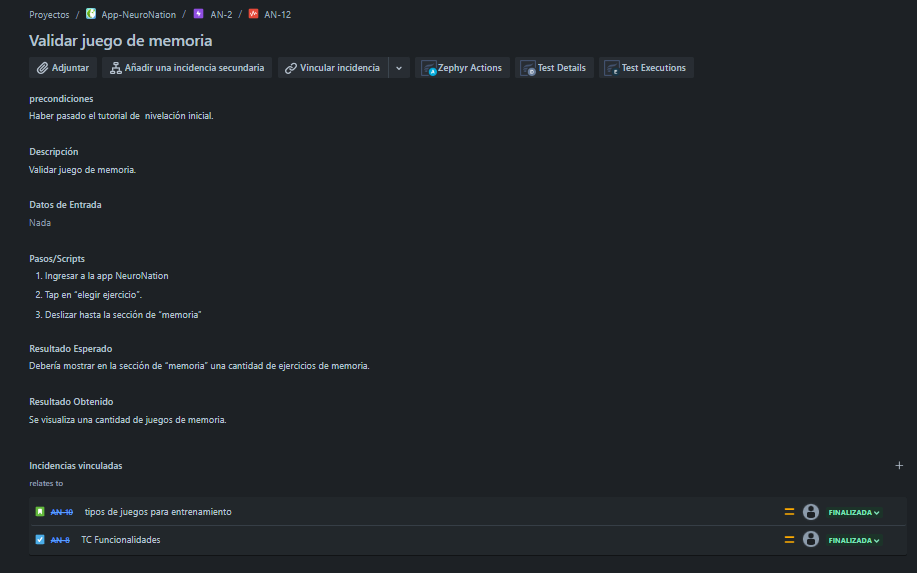 Proyectos / App-NeuroNation / AN-2 / AN-12
Validar juego de memoria
Adjuntar Añadir una incidencia secundaria Vincular incidencia Zephyr Actions Test Details Test Executions
precondiciones
Haber pasado el tutorial de nivelación inicial.
Descripción
Validar juego de memoria.
Datos de Entrada
Nada
Pasos/Scripts
1. Ingresar a la app NeuroNation
2. Tap en “elegir ejercicio”.
3. Deslizar hasta la sección de “memoria”
Resultado Esperado
Debería mostrar en la sección de “memoria” una cantidad de ejercicios de memoria.
Resultado Obtenido
Se visualiza una cantidad de juegos de memoria.
Incidencias vinculadas
relates to
AN-10 tipos de juegos para entrenamiento FINALIZADA
AN-8 TC Funcionalidades FINALIZADA